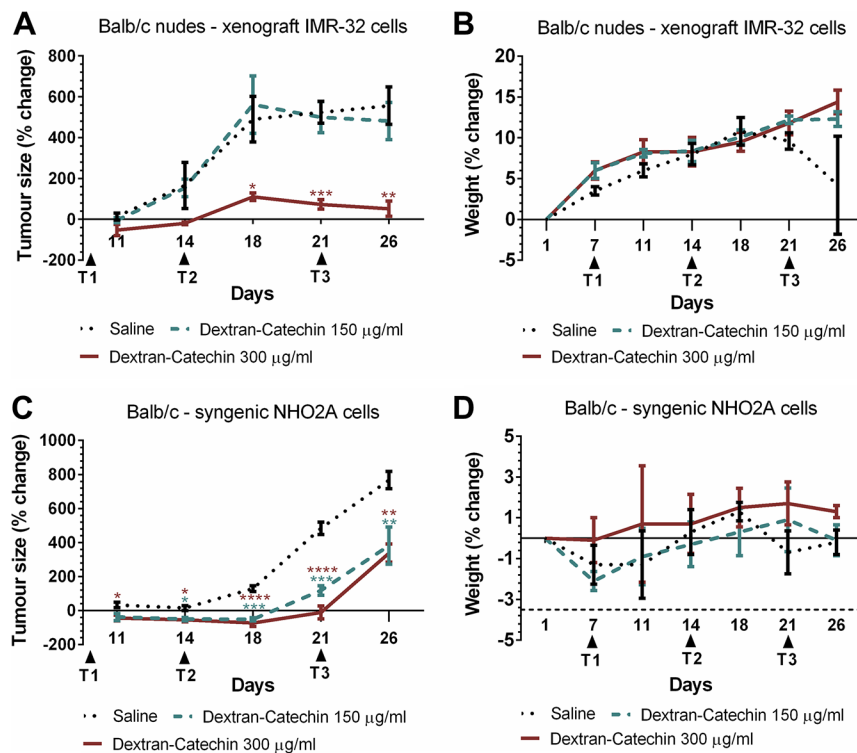 A
Balb/c nudes - xenograft IMR-32 cells
Tumour size (% change)
800
600
400
200
0
-200
* *** **
11 14 18 21 26
▲ ▲ ▲
T1 T2 T3
Days
Saline Dextran-Catechin 150 µg/ml
Dextran-Catechin 300 µg/ml
B
Balb/c nudes - xenograft IMR-32 cells
Weight (% change)
20
15
10
5
0
-5
1 7 11 14 18 21 26
▲ ▲ ▲
T1 T2 T3
Days
Saline Dextran-Catechin 150 µg/ml
Dextran-Catechin 300 µg/ml
C
Balb/c - syngenic NHO2A cells
Tumour size (% change)
1000
800
600
400
200
0
-200
* * **** **** **
* *** *** **
11 14 18 21 26
▲ ▲ ▲
T1 T2 T3
Days
Saline Dextran-Catechin 150 µg/ml
Dextran-Catechin 300 µg/ml
D
Balb/c - syngenic NHO2A cells
Weight (% change)
5
3
1
-1
-3
-5
1 7 11 14 18 21 26
▲ ▲ ▲
T1 T2 T3
Days
Saline Dextran-Catechin 150 µg/ml
Dextran-Catechin 300 µg/ml